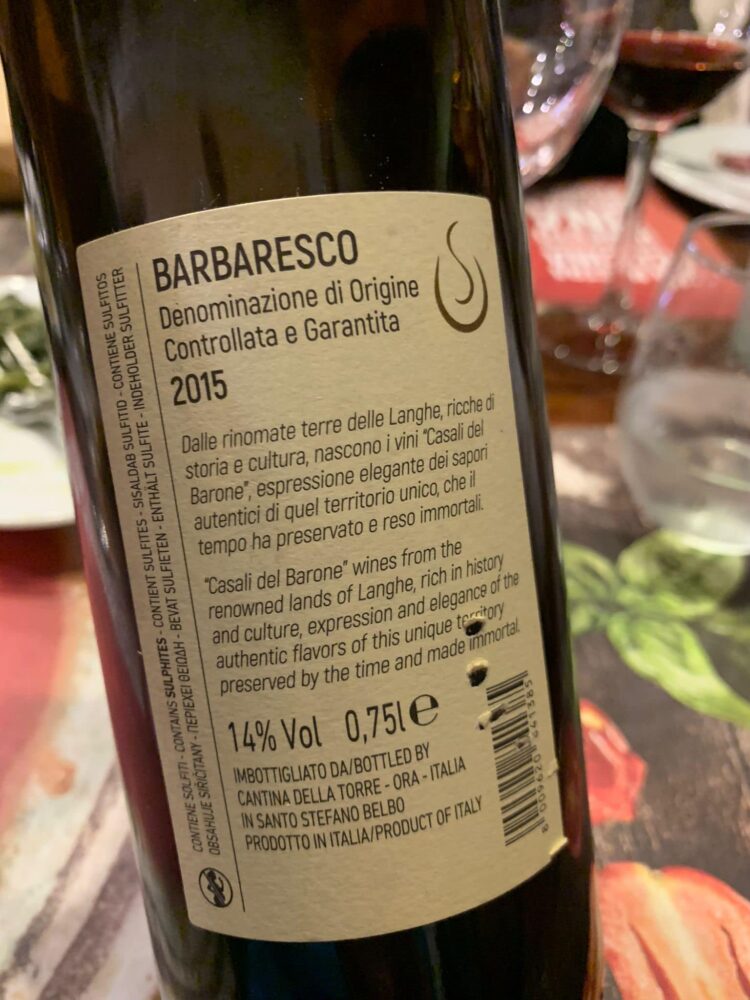 BARBARESCO
Denominazione di Origine
Controllata e Garantita
2015
Dalle rinomate terre delle Langhe, ricche di
storia e cultura, nascono i vini "Casali del
Barone", espressione elegante dei sapori
autentici di quel territorio unico, che il
tempo ha preservato e reso immortali.
"Casali del Barone" wines from the
renowned lands of Langhe, rich in history
and culture, expression and elegance of the
authentic flavors of this unique territory
preserved by the time and made immortal.
14% Vol 0,75l e
IMBOTTIGLIATO DA/BOTTLED BY
CANTINA DELLA TORRE - ORA - ITALIA
IN SANTO STEFANO BELBO
PRODOTTO IN ITALIA/PRODUCT OF ITALY
CONTIENE SOLFITI - CONTAINS SULPHITES - CONTIENT SULFITES - SISALDAB SULFITID - CONTIENE SULFITOS
OBSAHUJE SIŘIČITANY - ΠΕΡΙΕΧΕΙ ΘΕΙΩΔΗ - BEVAT SULFIETEN - ENTHÄLT SULFITE - INDEHOLDER SULFITTER
8 009620 641385